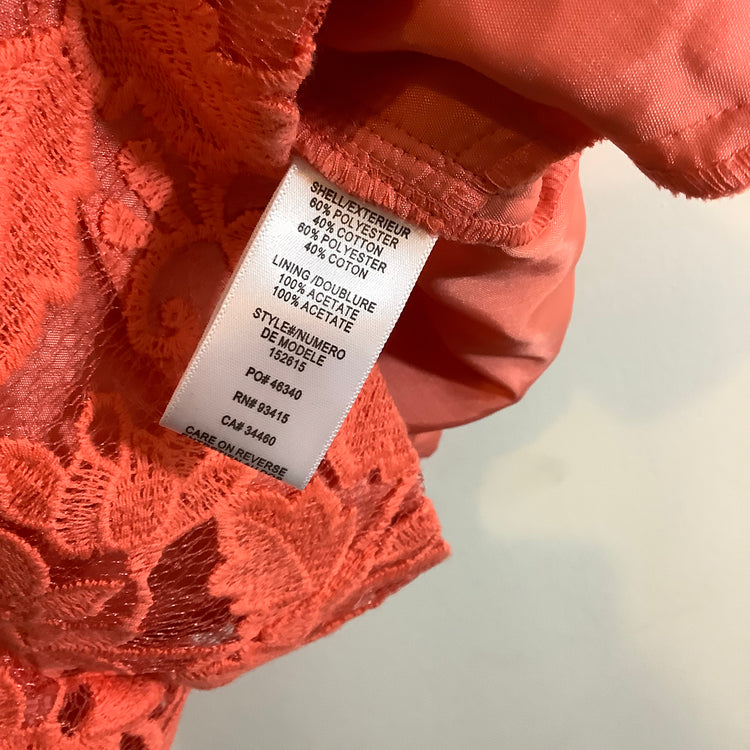 SHELL/EXTERIEUR
60% POLYESTER
40% COTTON
60% POLYESTER
40% COTON
LINING /DOUBLURE
100% ACETATE
100% ACETATE
STYLE#/NUMERO
DE MODELE
152615
PO# 46340
RN# 93415
CA# 34460
CARE ON REVERSE